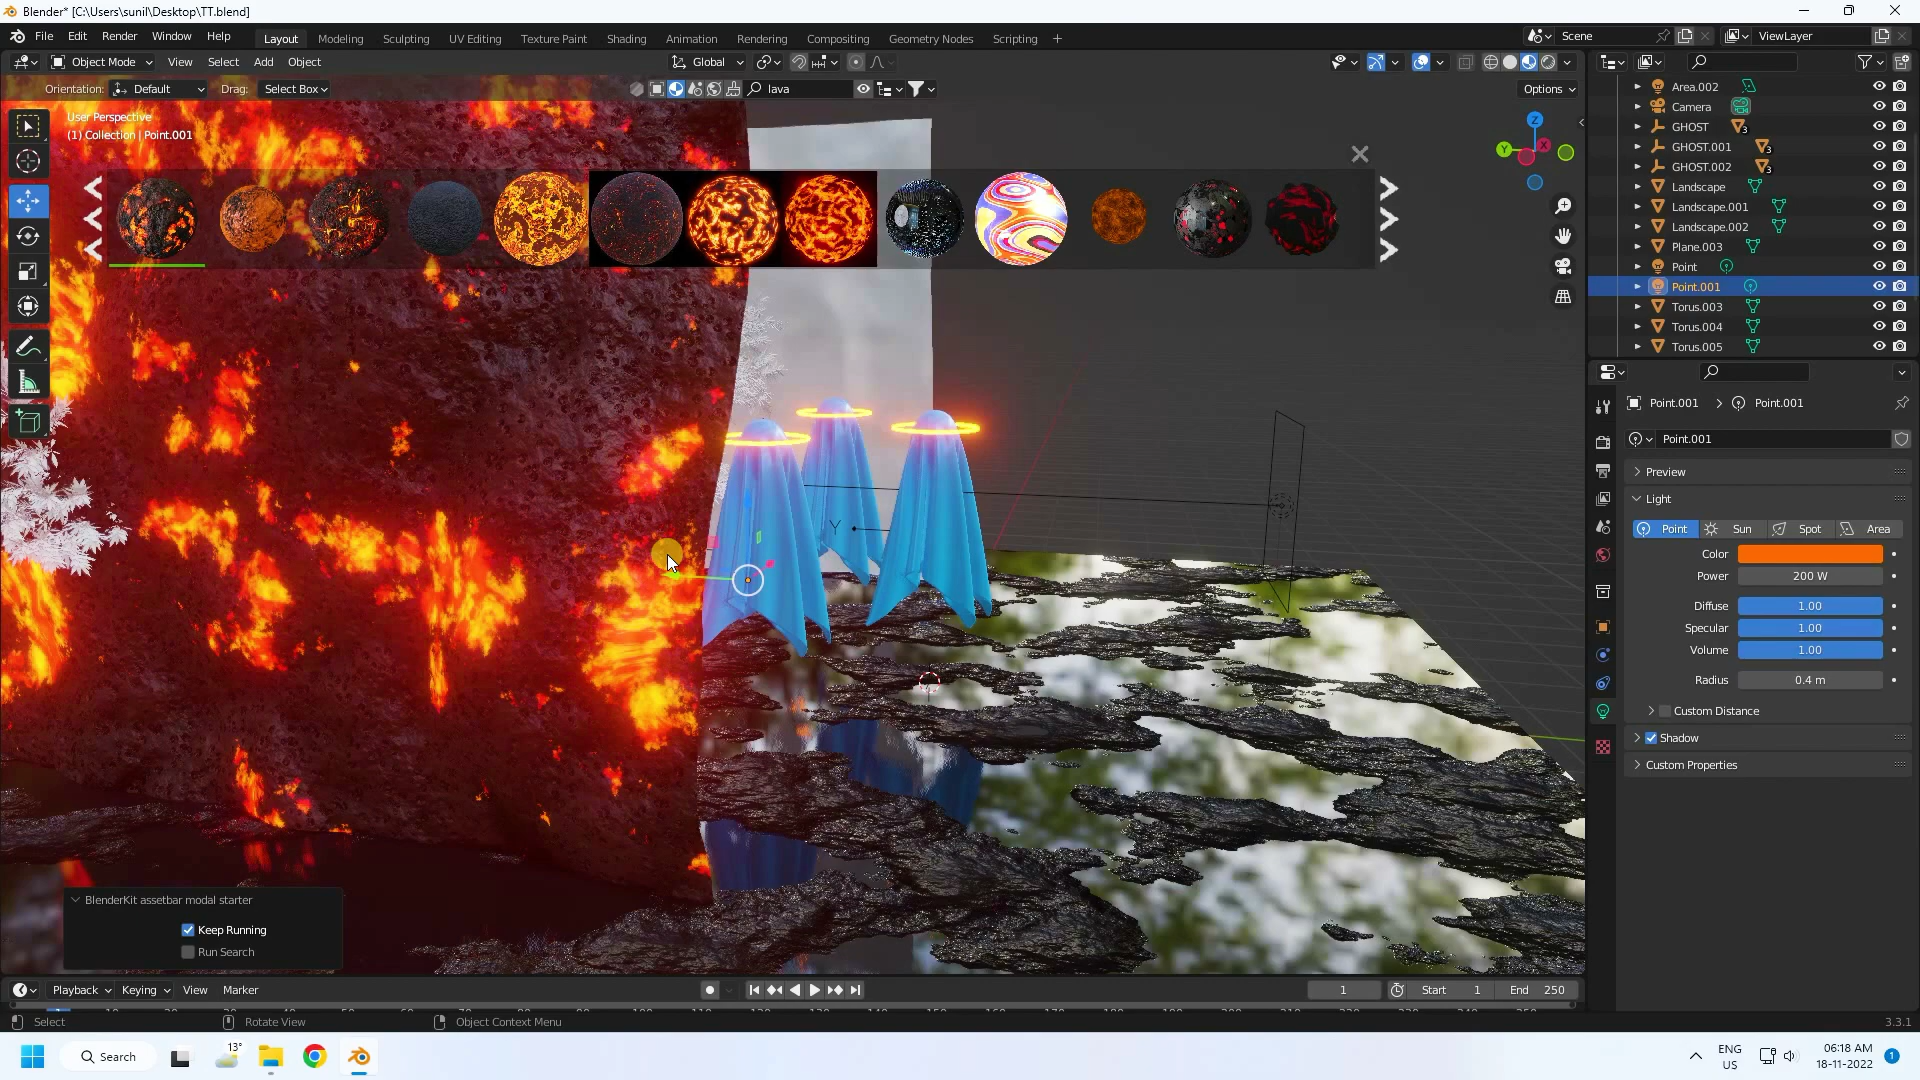 Blender* [C:\Users\sunil\Desktop\TT.blend]
File Edit Render Window Help
Layout Modeling Sculpting UV Editing Texture Paint Shading Animation Rendering Compositing Geometry Nodes Scripting +
Scene
ViewLayer
Object Mode View Select Add Object
Global
Orientation: Default Drag: Select Box
lava
Options
User Perspective
(1) Collection | Point.001
Z
Y
X
Y
Area.002
Camera
GHOST 3
GHOST.001 3
GHOST.002 3
Landscape
Landscape.001
Landscape.002
Plane.003
Point
Point.001
Torus.003
Torus.004
Torus.005
Point.001 > Point.001
Point.001
Preview
Light
Point Sun Spot Area
Color
Power 200 W
Diffuse 1.00
Specular 1.00
Volume 1.00
Radius 0.4 m
Custom Distance
Shadow
Custom Properties
BlenderKit assetbar modal starter
Keep Running
Run Search
Playback Keying View Marker
1
Start 1
End 250
Select Rotate View Object Context Menu
3.3.1
Search
13°
ENG
US
06:18 AM
18-11-2022
1